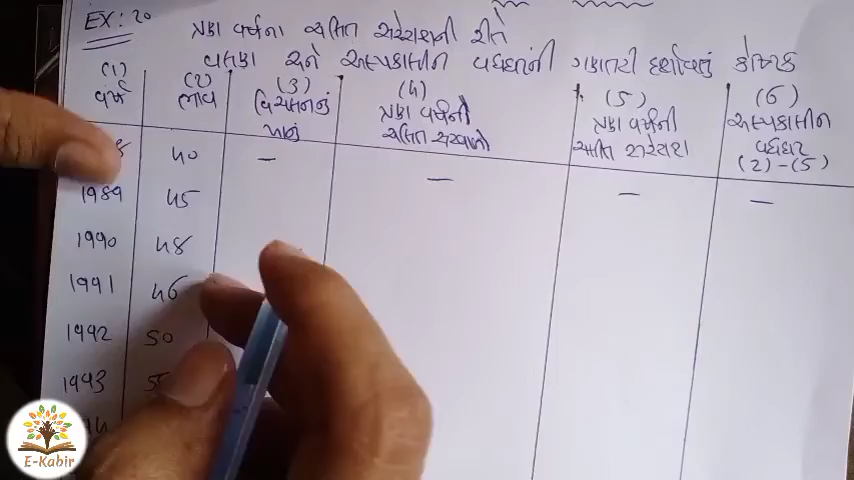 EX : 20
ત્રણ વર્ષના ચલિત સરેરાશની રીતે
વલણ અને અલ્પકાલીન વધઘટની ગણતરી દર્શાવતું કોષ્ટક
(1) (2) (3) (4) (5) (6)
વર્ષ ભાવ વિચલનનું ખાનું ત્રણ વર્ષની ચલિત સરવાળો ત્રણ વર્ષની ચલિત સરેરાશ અલ્પકાલીન વધઘટ (2) - (5)
40 –
1989 45 – – –
1990 48
1991 46
1992 50
1993
E-Kabir